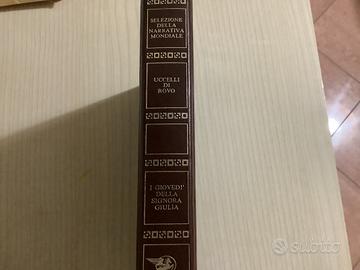 SELEZIONE
DELLA
NARRATIVA
MONDIALE
UCCELLI
DI
ROVO
I GIOVEDI'
DELLA
SIGNORA
GIULIA
subito